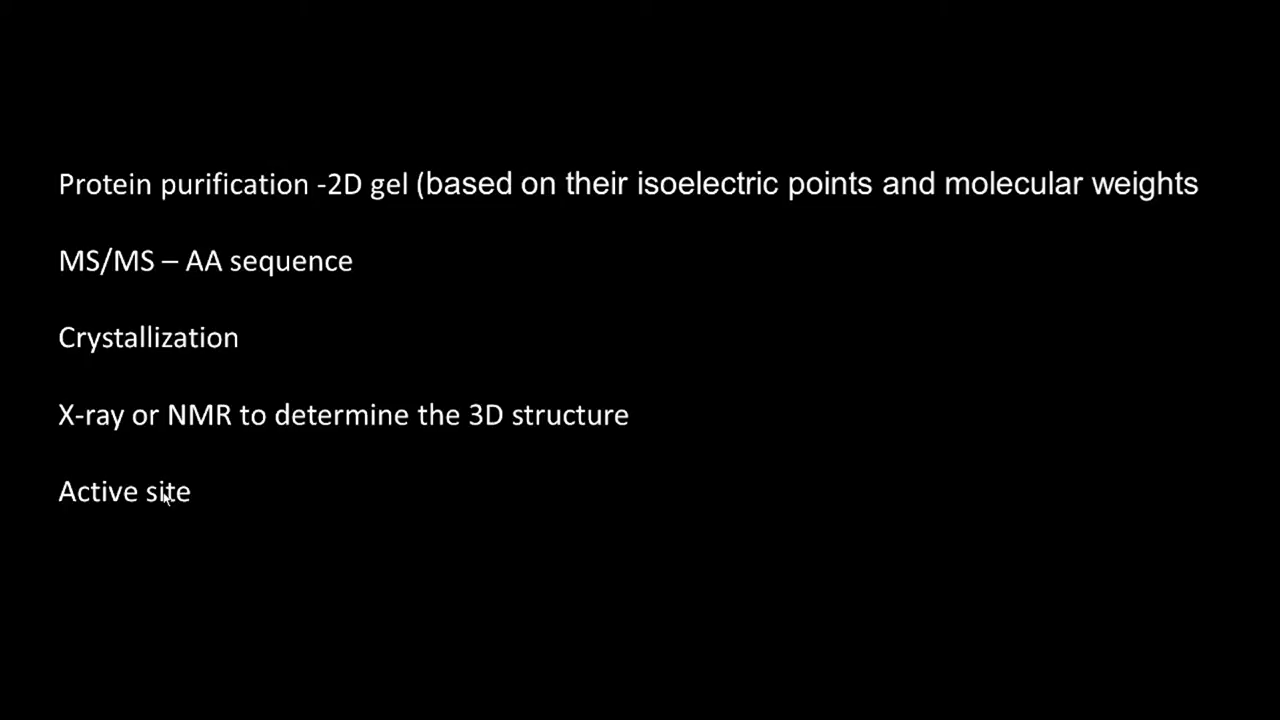 Protein purification -2D gel (based on their isoelectric points and molecular weights
MS/MS – AA sequence
Crystallization
X-ray or NMR to determine the 3D structure
Active site